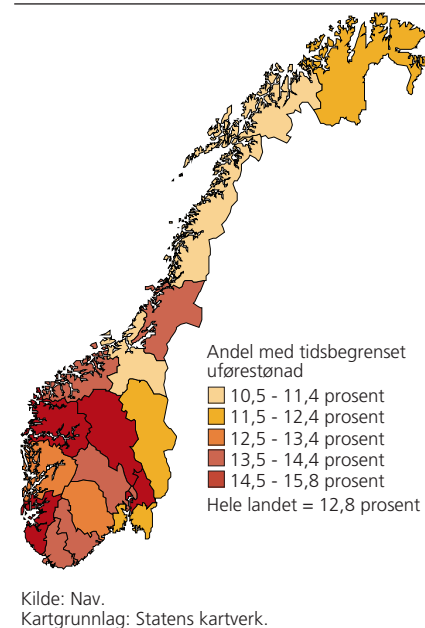 Andel med tidsbegrenset
uførestønad
10,5 - 11,4 prosent
11,5 - 12,4 prosent
12,5 - 13,4 prosent
13,5 - 14,4 prosent
14,5 - 15,8 prosent
Hele landet = 12,8 prosent
Kilde: Nav.
Kartgrunnlag: Statens kartverk.